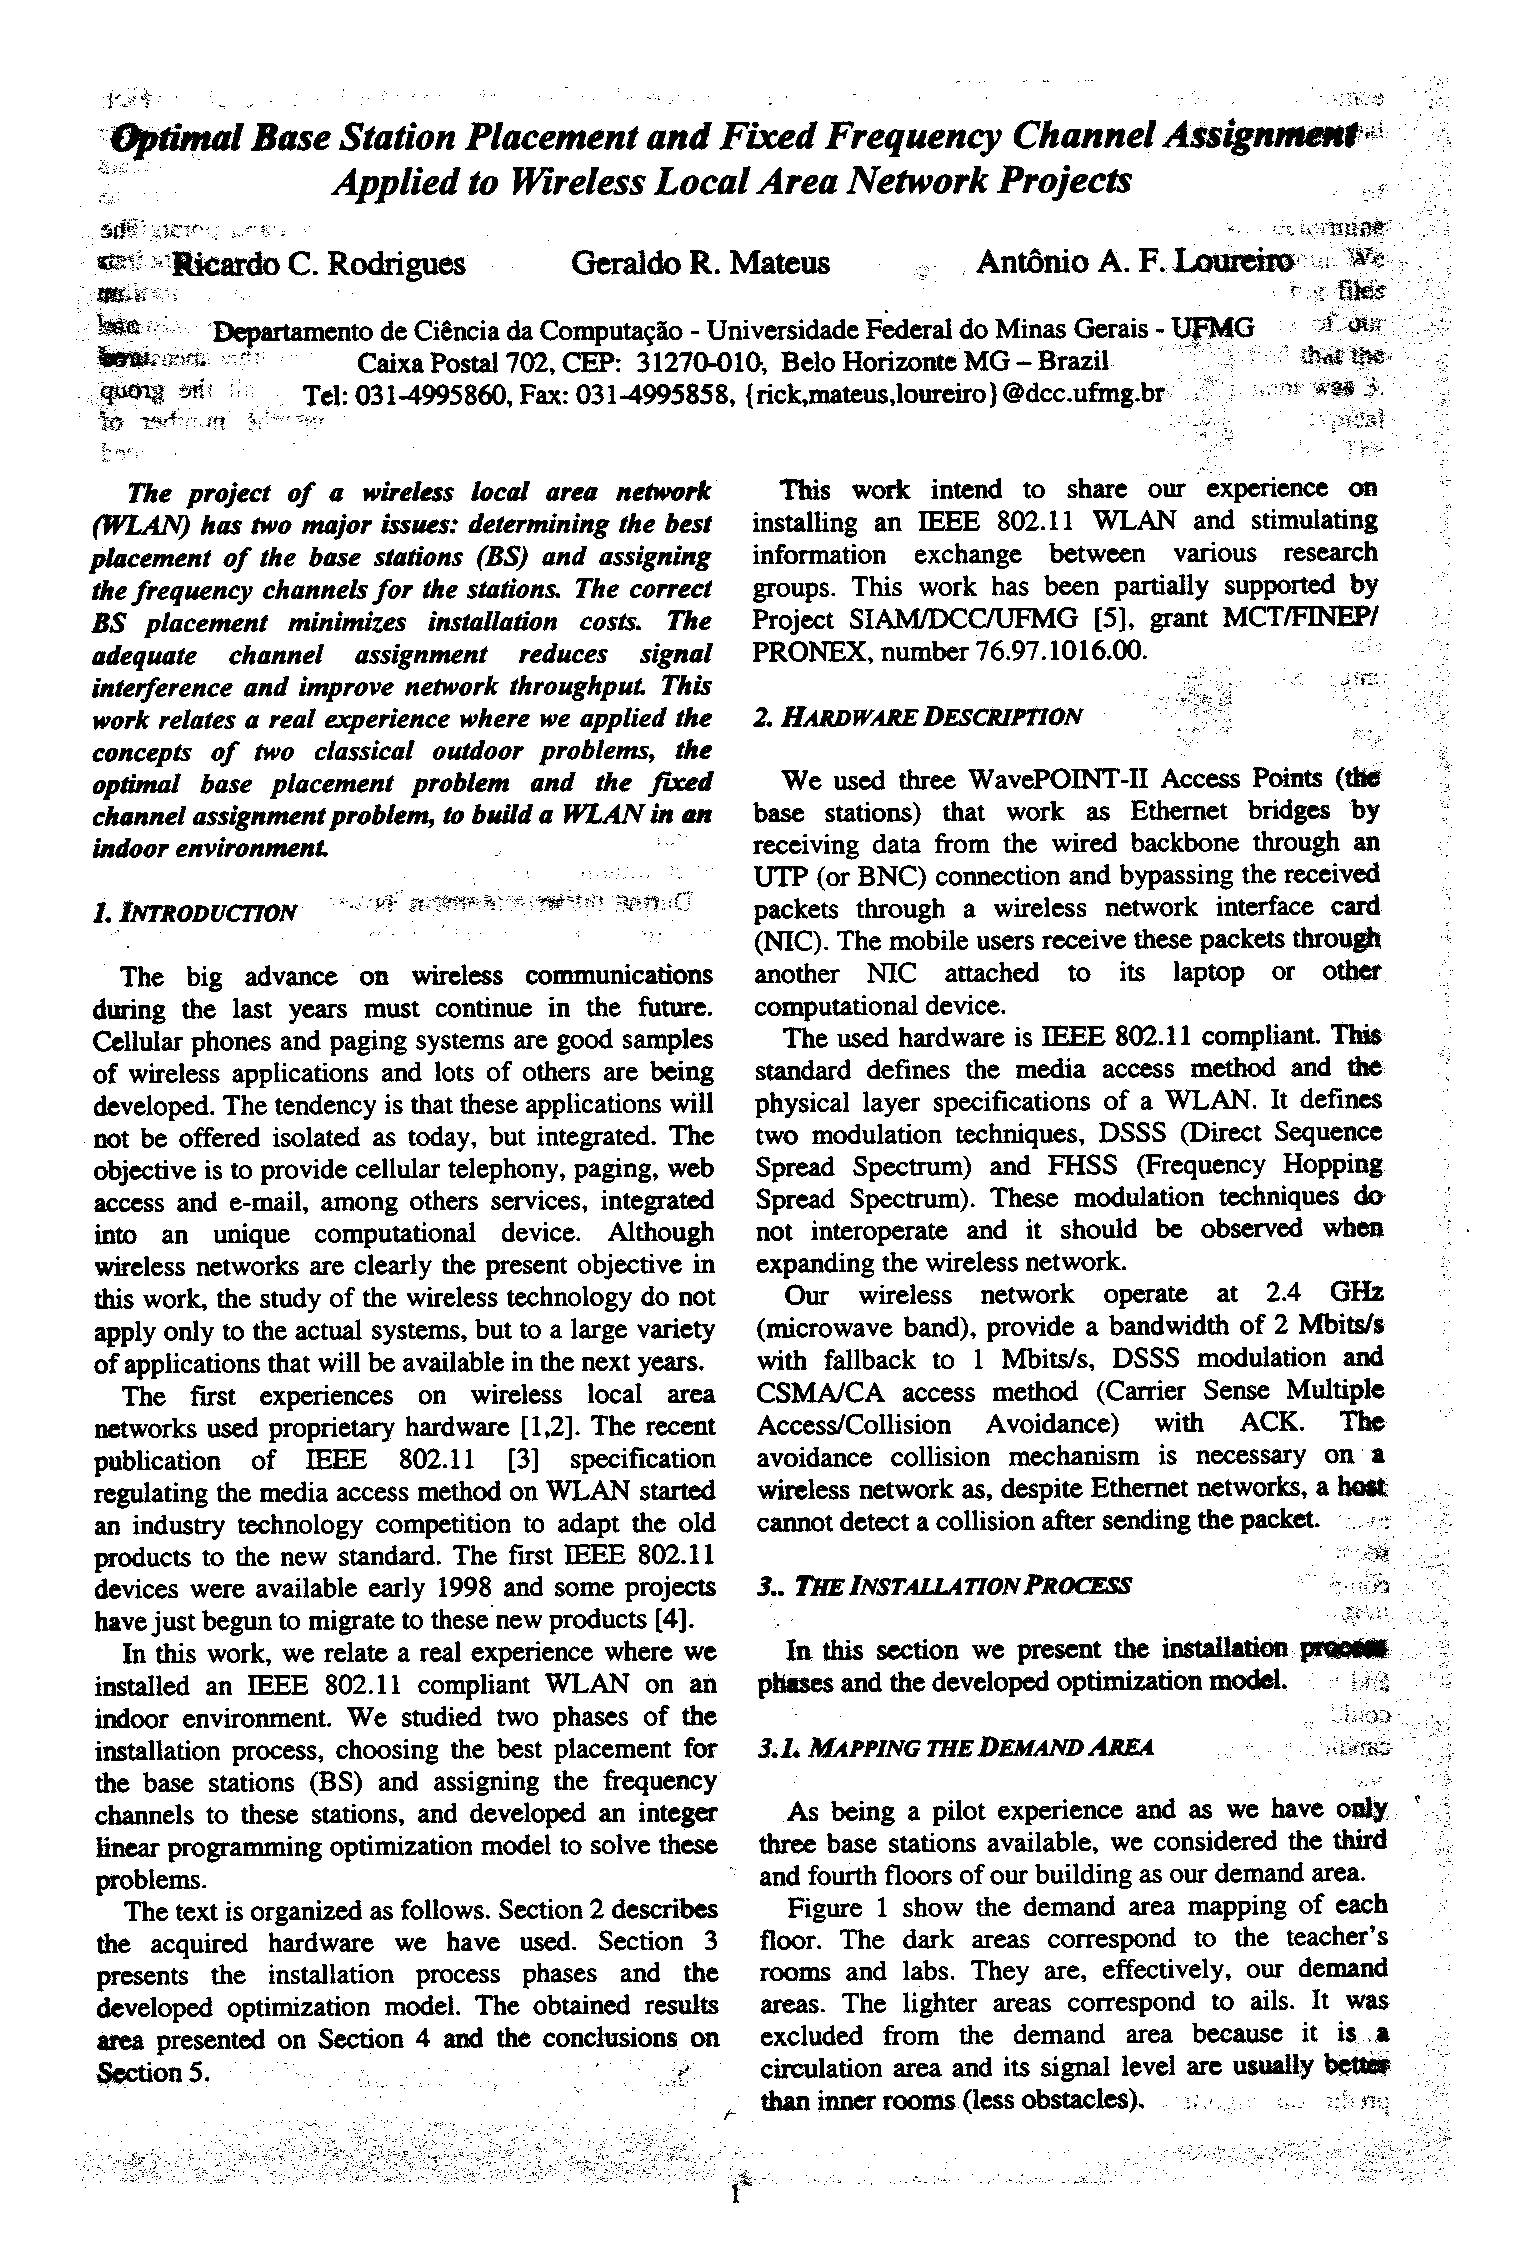 Optimal Base Station Placement and Fixed Frequency Channel Assignment
Applied to Wireless Local Area Network Projects
Ricardo C. Rodrigues Geraldo R. Mateus Antônio A. F. Loureiro
Departamento de Ciência da Computação - Universidade Federal do Minas Gerais - UFMG
Caixa Postal 702, CEP: 31270-010, Belo Horizonte MG – Brazil
Tel: 031-4995860, Fax: 031-4995858, {rick,mateus,loureiro}@dcc.ufmg.br
The project of a wireless local area network
(WLAN) has two major issues: determining the best
placement of the base stations (BS) and assigning
the frequency channels for the stations. The correct
BS placement minimizes installation costs. The
adequate channel assignment reduces signal
interference and improve network throughput. This
work relates a real experience where we applied the
concepts of two classical outdoor problems, the
optimal base placement problem and the fixed
channel assignment problem, to build a WLAN in an
indoor environment.
1. INTRODUCTION
The big advance on wireless communications
during the last years must continue in the future.
Cellular phones and paging systems are good samples
of wireless applications and lots of others are being
developed. The tendency is that these applications will
not be offered isolated as today, but integrated. The
objective is to provide cellular telephony, paging, web
access and e-mail, among others services, integrated
into an unique computational device. Although
wireless networks are clearly the present objective in
this work, the study of the wireless technology do not
apply only to the actual systems, but to a large variety
of applications that will be available in the next years.
The first experiences on wireless local area
networks used proprietary hardware [1,2]. The recent
publication of IEEE 802.11 [3] specification
regulating the media access method on WLAN started
an industry technology competition to adapt the old
products to the new standard. The first IEEE 802.11
devices were available early 1998 and some projects
have just begun to migrate to these new products [4].
In this work, we relate a real experience where we
installed an IEEE 802.11 compliant WLAN on an
indoor environment. We studied two phases of the
installation process, choosing the best placement for
the base stations (BS) and assigning the frequency
channels to these stations, and developed an integer
linear programming optimization model to solve these
problems.
The text is organized as follows. Section 2 describes
the acquired hardware we have used. Section 3
presents the installation process phases and the
developed optimization model. The obtained results
area presented on Section 4 and the conclusions on
Section 5.
This work intend to share our experience on
installing an IEEE 802.11 WLAN and stimulating
information exchange between various research
groups. This work has been partially supported by
Project SIAM/DCC/UFMG [5], grant MCT/FINEP/
PRONEX, number 76.97.1016.00.
2. HARDWARE DESCRIPTION
We used three WavePOINT-II Access Points (the
base stations) that work as Ethernet bridges by
receiving data from the wired backbone through an
UTP (or BNC) connection and bypassing the received
packets through a wireless network interface card
(NIC). The mobile users receive these packets through
another NIC attached to its laptop or other
computational device.
The used hardware is IEEE 802.11 compliant. This
standard defines the media access method and the
physical layer specifications of a WLAN. It defines
two modulation techniques, DSSS (Direct Sequence
Spread Spectrum) and FHSS (Frequency Hopping
Spread Spectrum). These modulation techniques do
not interoperate and it should be observed when
expanding the wireless network.
Our wireless network operate at 2.4 GHz
(microwave band), provide a bandwidth of 2 Mbits/s
with fallback to 1 Mbits/s, DSSS modulation and
CSMA/CA access method (Carrier Sense Multiple
Access/Collision Avoidance) with ACK. The
avoidance collision mechanism is necessary on a
wireless network as, despite Ethernet networks, a host
cannot detect a collision after sending the packet.
3.. THE INSTALLATION PROCESS
In this section we present the installation process
phases and the developed optimization model.
3.1. MAPPING THE DEMAND AREA
As being a pilot experience and as we have only
three base stations available, we considered the third
and fourth floors of our building as our demand area.
Figure 1 show the demand area mapping of each
floor. The dark areas correspond to the teacher's
rooms and labs. They are, effectively, our demand
areas. The lighter areas correspond to ails. It was
excluded from the demand area because it is a
circulation area and its signal level are usually better
than inner rooms (less obstacles).
1